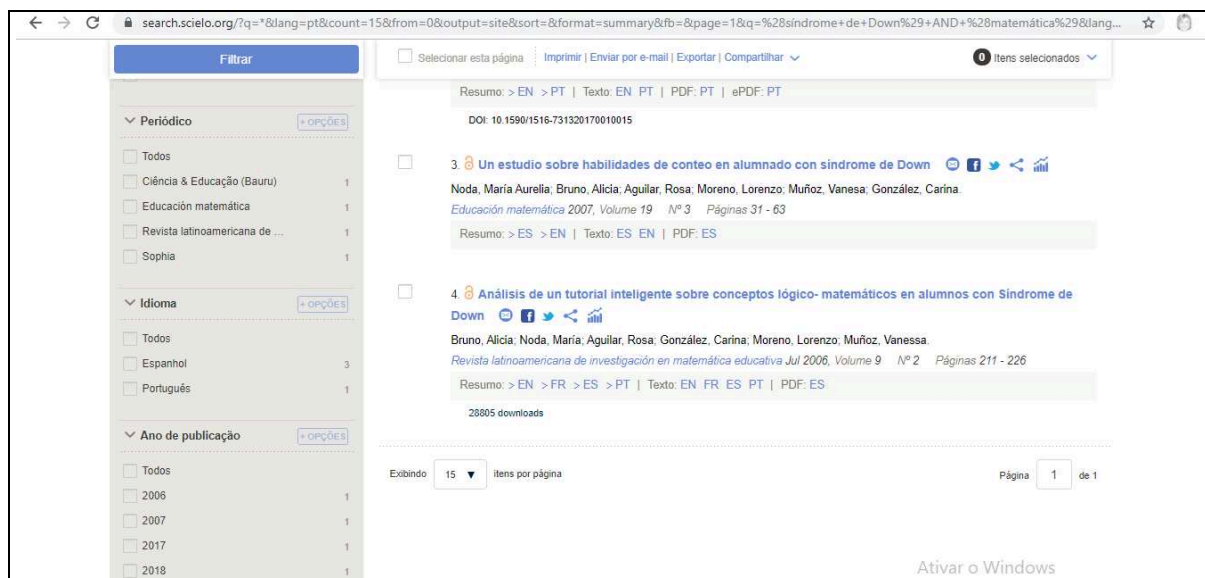 search.scielo.org/?q=*&lang=pt&count=15&from=0&output=site&sort=&format=summary&fb=&page=1&q=%28síndrome+de+Down%29+AND+%28matemática%29&lang...
Filtrar
Selecionar esta página Imprimir | Enviar por e-mail | Exportar | Compartilhar
0 Itens selecionados
Resumo: > EN > PT | Texto: EN PT | PDF: PT | ePDF: PT
DOI: 10.1590/1516-731320170010015
Periódico + OPÇÕES
Todos
Ciência & Educação (Bauru) 1
Educación matemática 1
Revista latinoamericana de ... 1
Sophia 1
Idioma + OPÇÕES
Todos
Espanhol 3
Português 1
Ano de publicação + OPÇÕES
Todos
2006 1
2007 1
2017 1
2018 1
3. Un estudio sobre habilidades de conteo en alumnado con síndrome de Down
Noda, María Aurelia; Bruno, Alicia; Aguilar, Rosa; Moreno, Lorenzo; Muñoz, Vanesa; González, Carina.
Educación matemática 2007, Volume 19 Nº 3 Páginas 31 - 63
Resumo: > ES > EN | Texto: ES EN | PDF: ES
4. Análisis de un tutorial inteligente sobre conceptos lógico- matemáticos en alumnos con Síndrome de
Down
Bruno, Alicia; Noda, María; Aguilar, Rosa; González, Carina; Moreno, Lorenzo; Muñoz, Vanessa.
Revista latinoamericana de investigación en matemática educativa Jul 2006, Volume 9 Nº 2 Páginas 211 - 226
Resumo: > EN > FR > ES > PT | Texto: EN FR ES PT | PDF: ES
28805 downloads
Exibindo 15 itens por página
Página 1 de 1
Ativar o Windows